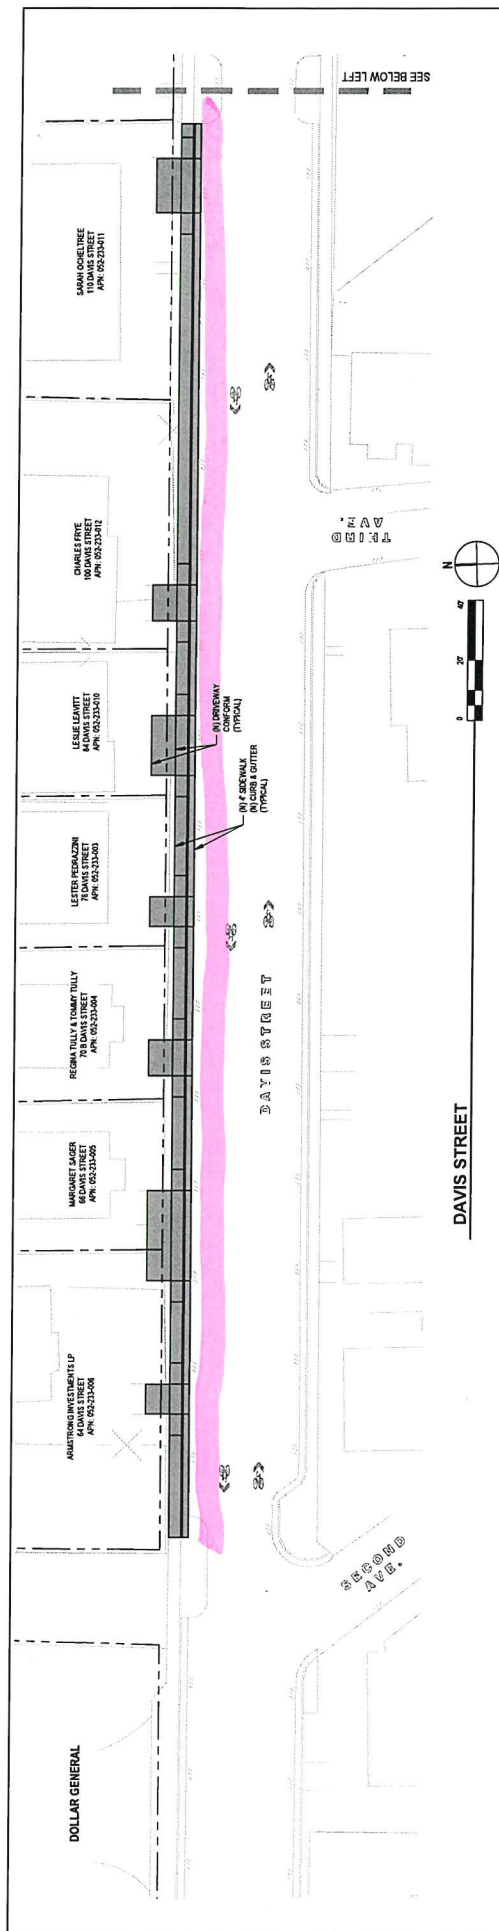 DOLLAR GENERAL
ARMSTRONG INVESTMENTS LP
64 DAVIS STREET
APN: 052-233-006
MARGARET SAGER
66 DAVIS STREET
APN: 052-233-005
REGINA TULLY & TOMMY TULLY
70 B DAVIS STREET
APN: 052-233-004
LESTER PEDRAZZINI
76 DAVIS STREET
APN: 052-233-003
LESLIE LEAVITT
84 DAVIS STREET
APN: 052-233-010
CHARLES FRYE
100 DAVIS STREET
APN: 052-233-012
SARAH OCHELTREE
110 DAVIS STREET
APN: 052-233-011
SEE BELOW LEFT
(N) DRIVEWAY
CONFORM
(TYPICAL)
(N) 4' SIDEWALK
(N) CURB & GUTTER
(TYPICAL)
DAVIS STREET
SECOND
AVE.
THIRD
AVE.
DAVIS STREET
0 20' 40'
N